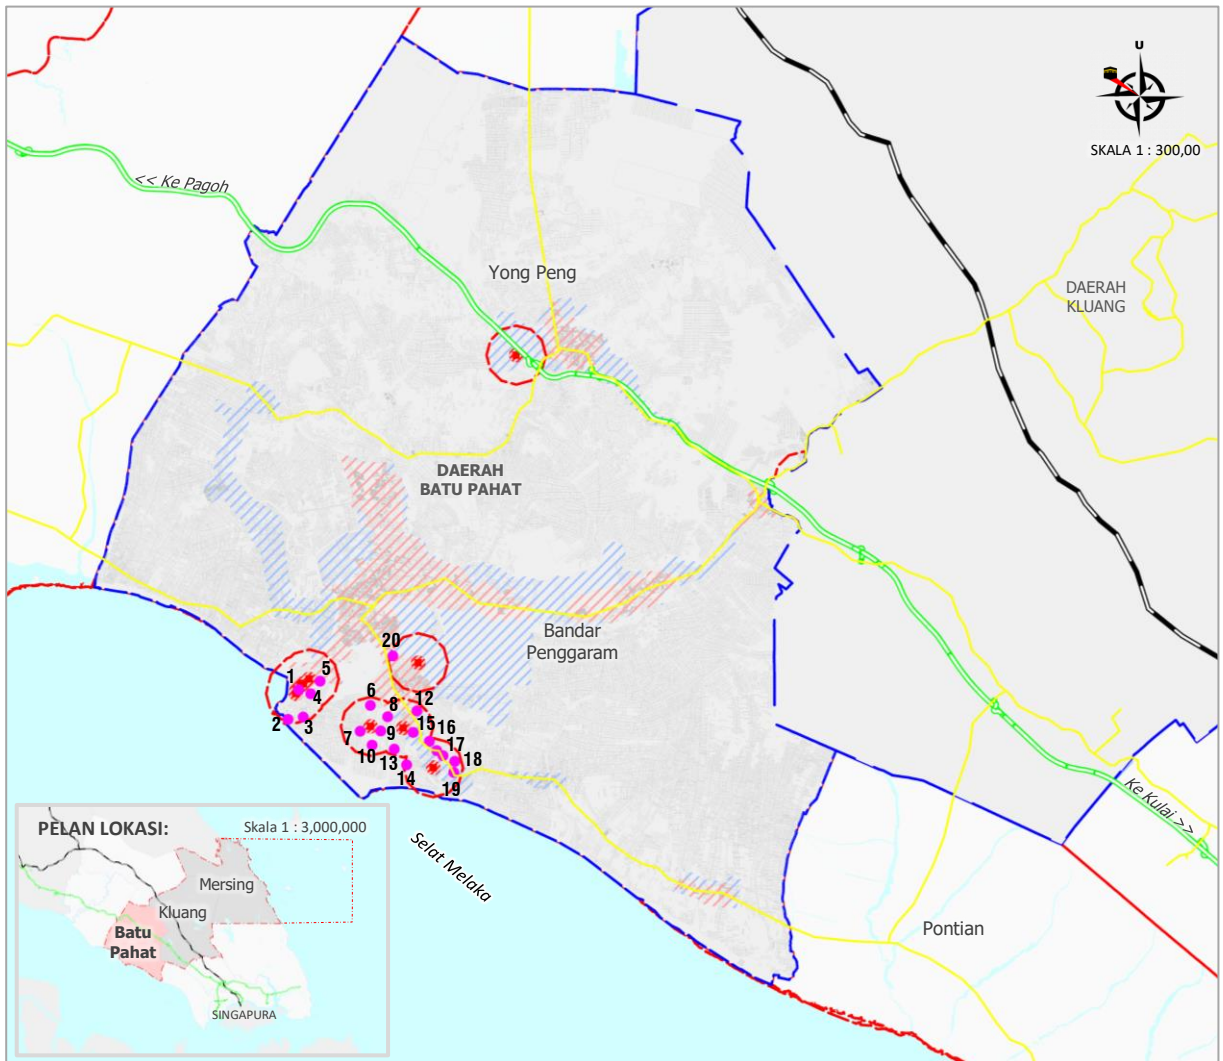 U
SKALA 1 : 300,00
<< Ke Pagoh
Yong Peng
DAERAH
KLUANG
DAERAH
BATU PAHAT
Bandar
Penggaram
20
5
1
4
2
3
6
12
8
7
9
15
16
10
13
17
14
18
19
Selat Melaka
Ke Kulai >>
Pontian
PELAN LOKASI:
Skala 1 : 3,000,000
Mersing
Kluang
Batu
Pahat
SINGAPURA